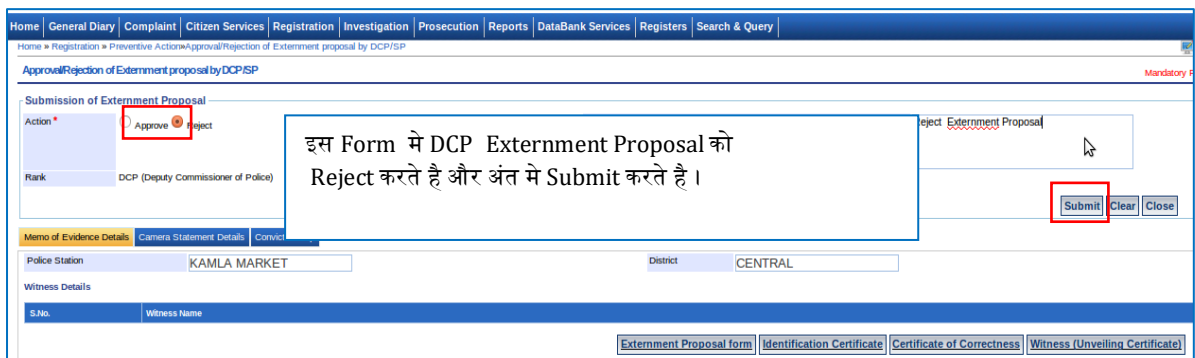 Home General Diary Complaint Citizen Services Registration Investigation Prosecution Reports DataBank Services Registers Search & Query
Home » Registration » Preventive Action»Approval/Rejection of Externment proposal by DCP/SP
Approval/Rejection of Externment proposal by DCP/SP
Mandatory
Submission of Externment Proposal
Action * Approve Reject
eject Externment Proposal
इस Form मे DCP Externment Proposal को
Reject करते है और अंत मे Submit करते है।
Rank DCP (Deputy Commissioner of Police)
Submit Clear Close
Memo of Evidence Details Camera Statement Details Convict
Police Station KAMLA MARKET District CENTRAL
Witness Details
S.No. Witness Name
Externment Proposal form Identification Certificate Certificate of Correctness Witness (Unveiling Certificate)